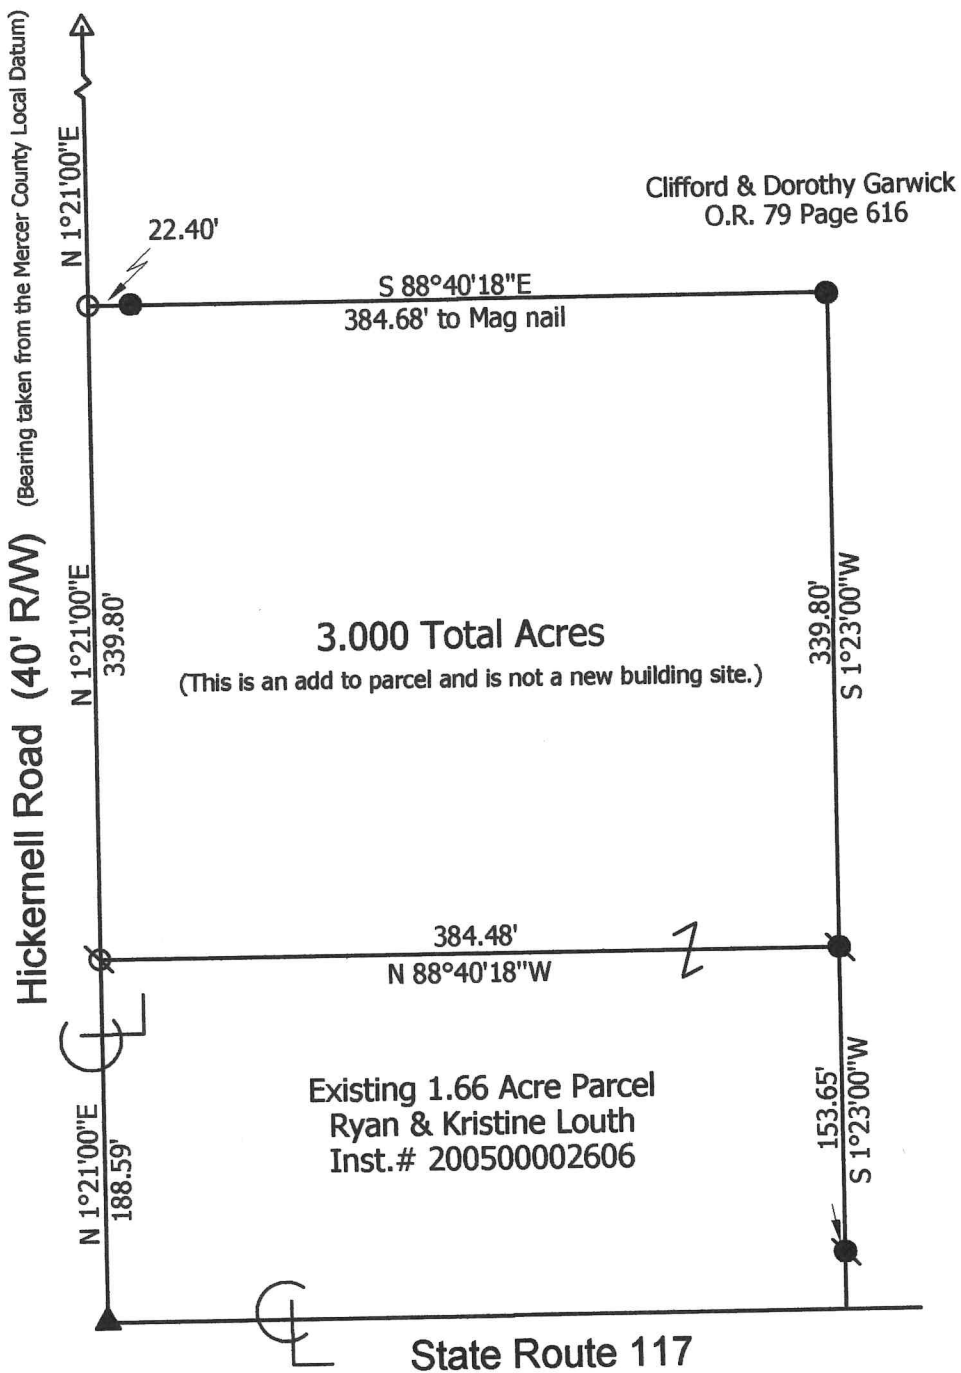 (Bearing taken from the Mercer County Local Datum)
N 1°21'00"E
Clifford & Dorothy Garwick
O.R. 79 Page 616
22.40'
S 88°40'18"E
384.68' to Mag nail
Hickernell Road (40' R/W)
N 1°21'00"E
339.80'
3.000 Total Acres
(This is an add to parcel and is not a new building site.)
339.80'
S 1°23'00"W
384.48'
N 88°40'18"W
Existing 1.66 Acre Parcel
Ryan & Kristine Louth
Inst.# 200500002606
N 1°21'00"E
188.59'
153.65'
S 1°23'00"W
State Route 117